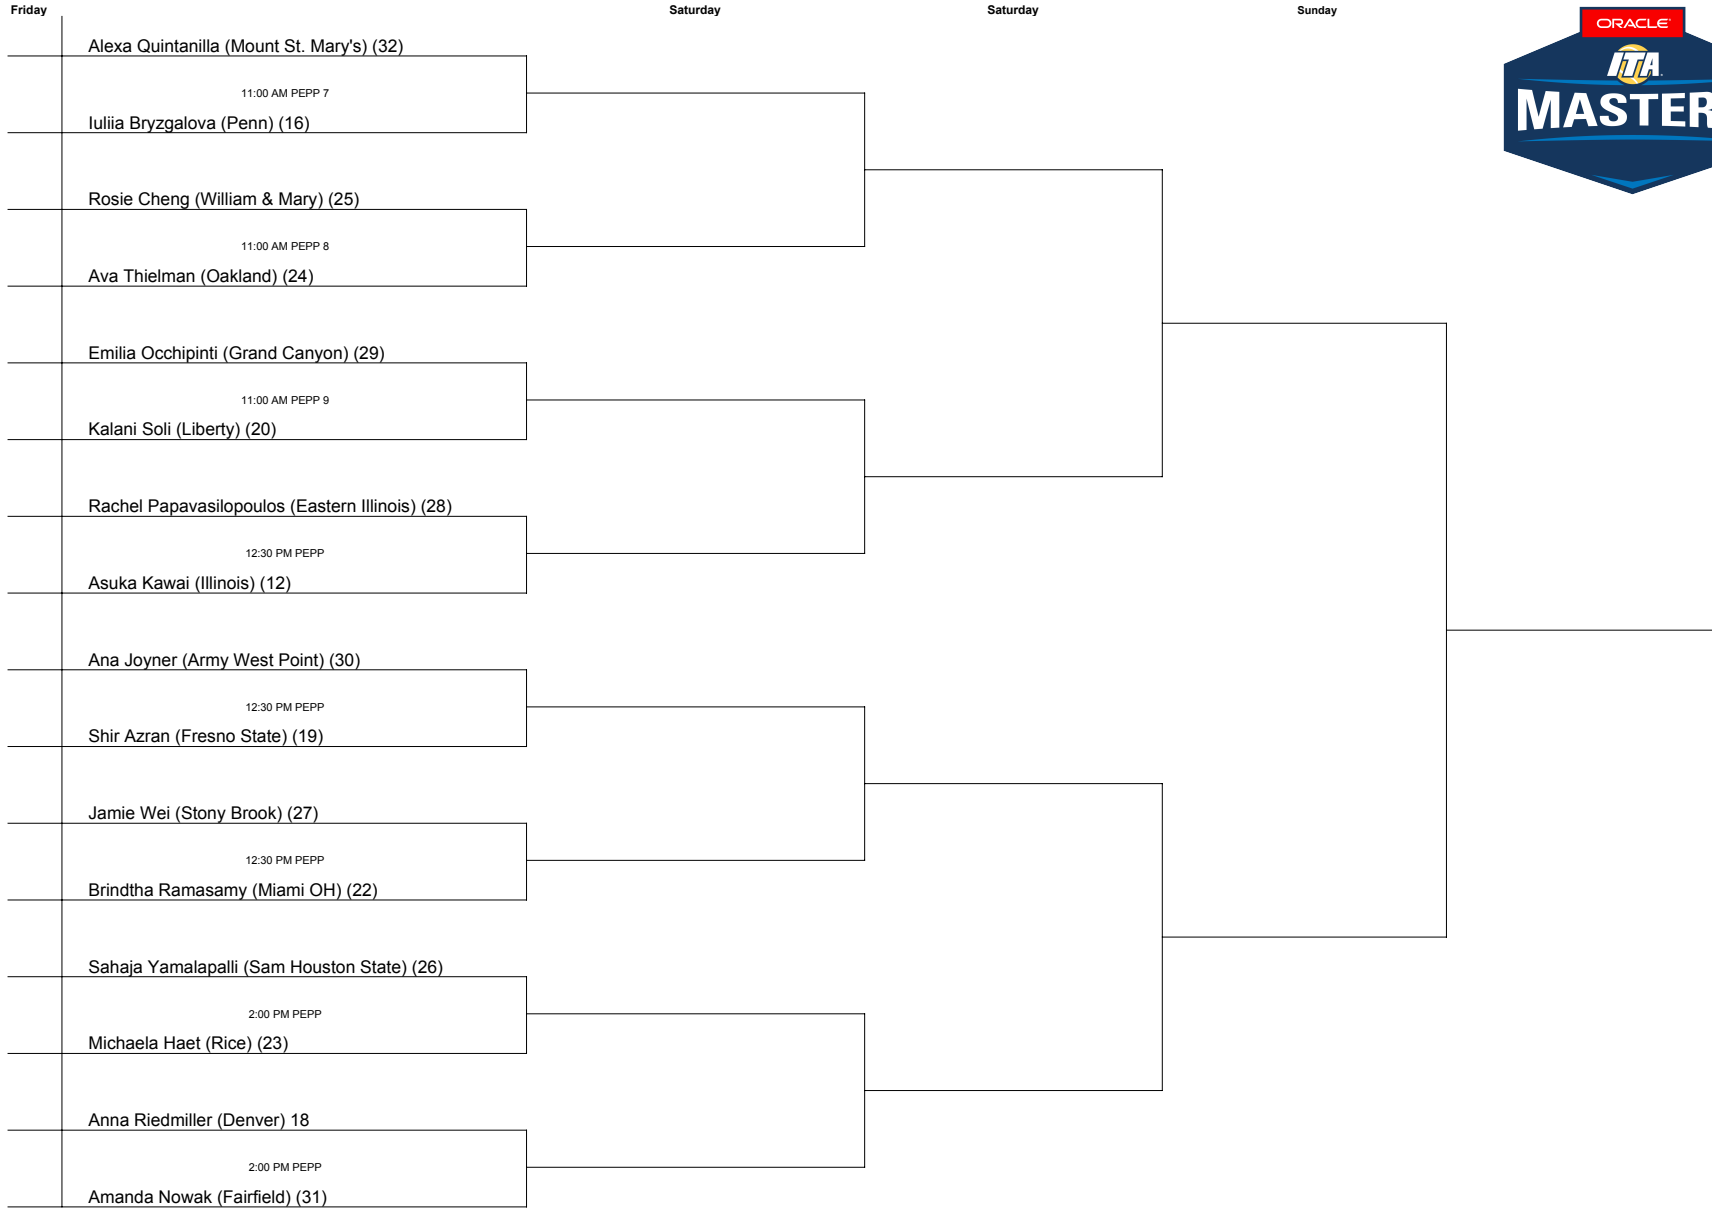 Friday
Saturday
Saturday
Sunday
ORACLE
ITA
MASTER
Alexa Quintanilla (Mount St. Mary's) (32)
11:00 AM PEPP 7
Iuliia Bryzgalova (Penn) (16)
Rosie Cheng (William & Mary) (25)
11:00 AM PEPP 8
Ava Thielman (Oakland) (24)
Emilia Occhipinti (Grand Canyon) (29)
11:00 AM PEPP 9
Kalani Soli (Liberty) (20)
Rachel Papavasilopoulos (Eastern Illinois) (28)
12:30 PM PEPP
Asuka Kawai (Illinois) (12)
Ana Joyner (Army West Point) (30)
12:30 PM PEPP
Shir Azran (Fresno State) (19)
Jamie Wei (Stony Brook) (27)
12:30 PM PEPP
Brindtha Ramasamy (Miami OH) (22)
Sahaja Yamalapalli (Sam Houston State) (26)
2:00 PM PEPP
Michaela Haet (Rice) (23)
Anna Riedmiller (Denver) 18
2:00 PM PEPP
Amanda Nowak (Fairfield) (31)